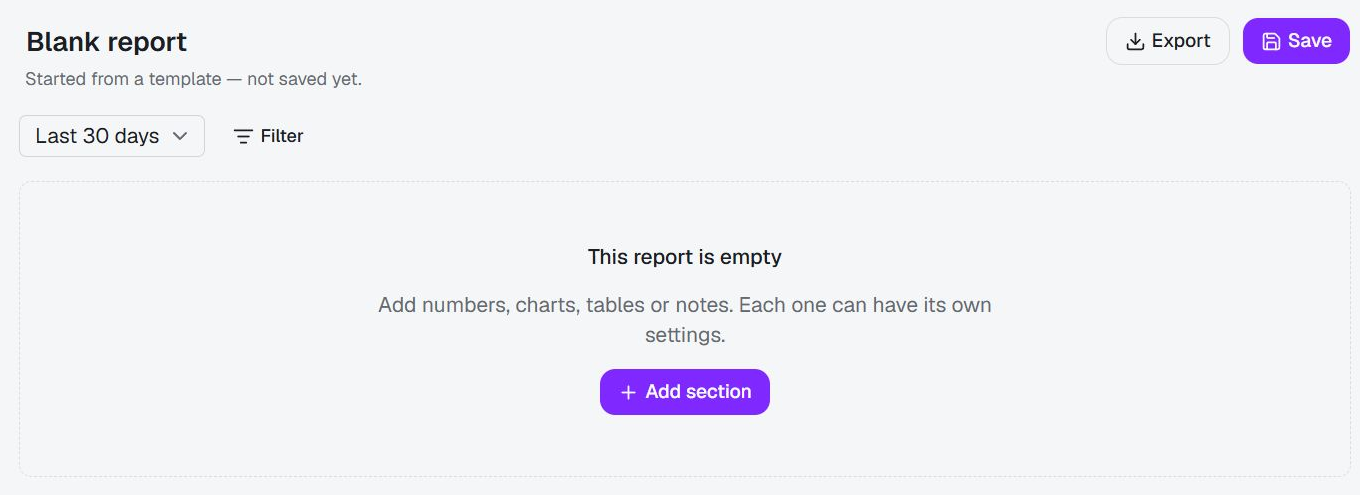 Blank report
Export
Save
Started from a template — not saved yet.
Last 30 days
Filter
This report is empty
Add numbers, charts, tables or notes. Each one can have its own
settings.
Add section